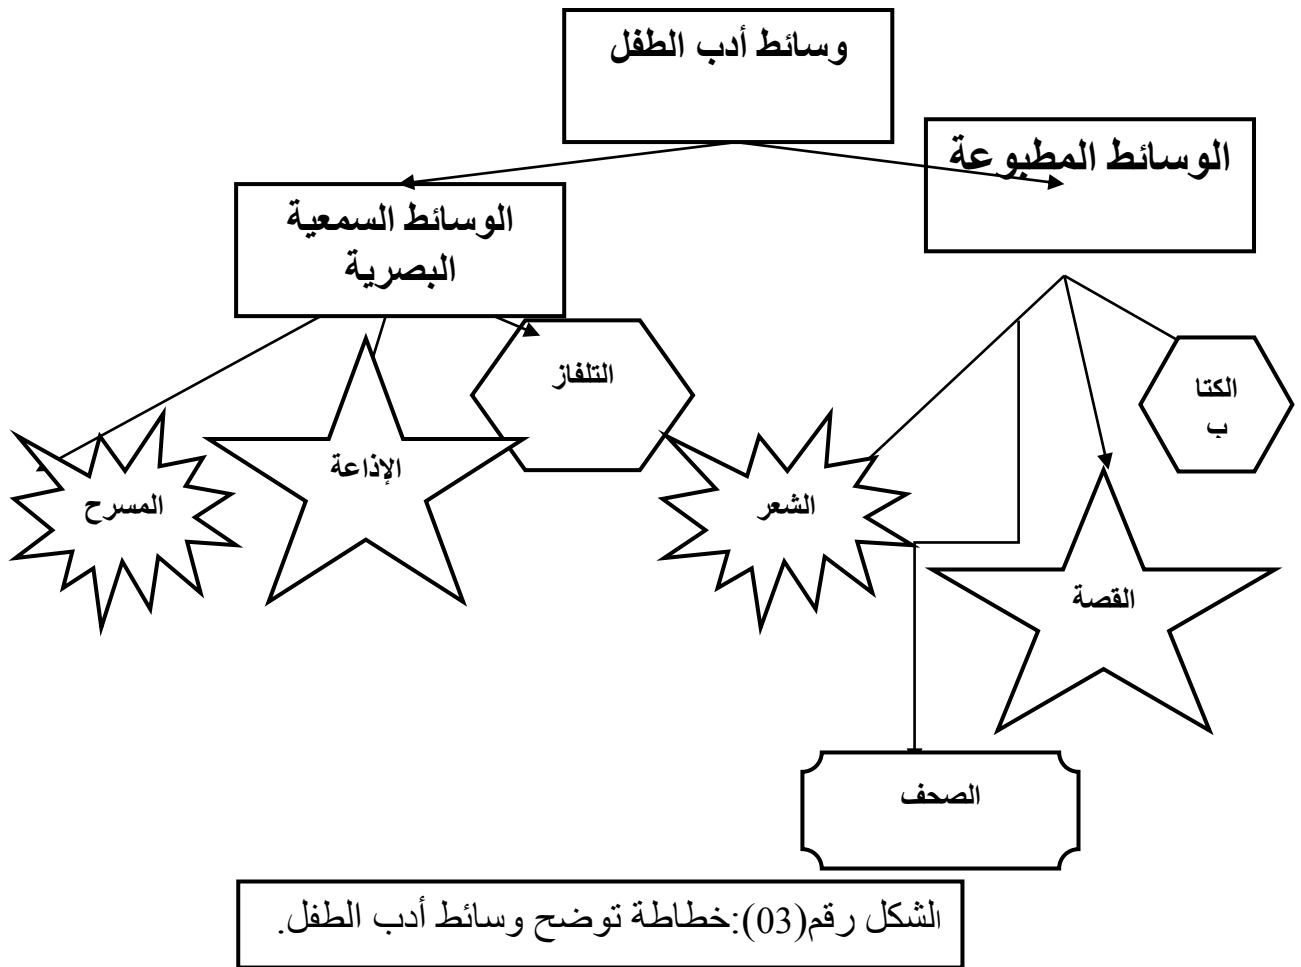 وسائط أدب الطفل
الوسائط المطبوعة
الوسائط السمعية
البصرية
الكتا
ب
التلفاز
الإذاعة
المسرح
الشعر
القصة
الصحف
الشكل رقم(03):خطاطة توضح وسائط أدب الطفل.